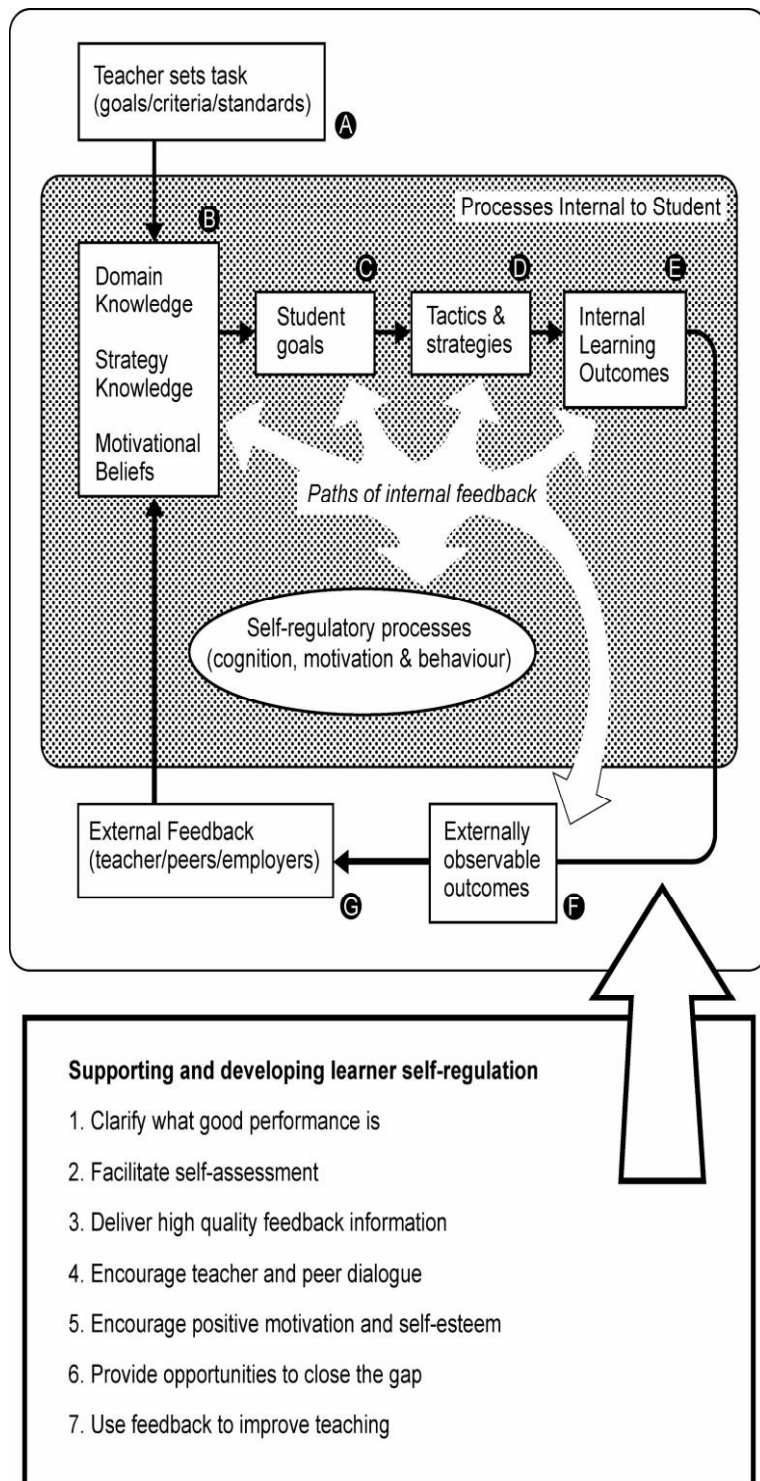 Teacher sets task
(goals/criteria/standards)
A
Processes Internal to Student
B
Domain
Knowledge
Strategy
Knowledge
Motivational
Beliefs
C
Student
goals
D
Tactics &
strategies
E
Internal
Learning
Outcomes
Paths of internal feedback
Self-regulatory processes
(cognition, motivation & behaviour)
External Feedback
(teacher/peers/employers)
G
Externally
observable
outcomes
F
Supporting and developing learner self-regulation
1. Clarify what good performance is
2. Facilitate self-assessment
3. Deliver high quality feedback information
4. Encourage teacher and peer dialogue
5. Encourage positive motivation and self-esteem
6. Provide opportunities to close the gap
7. Use feedback to improve teaching